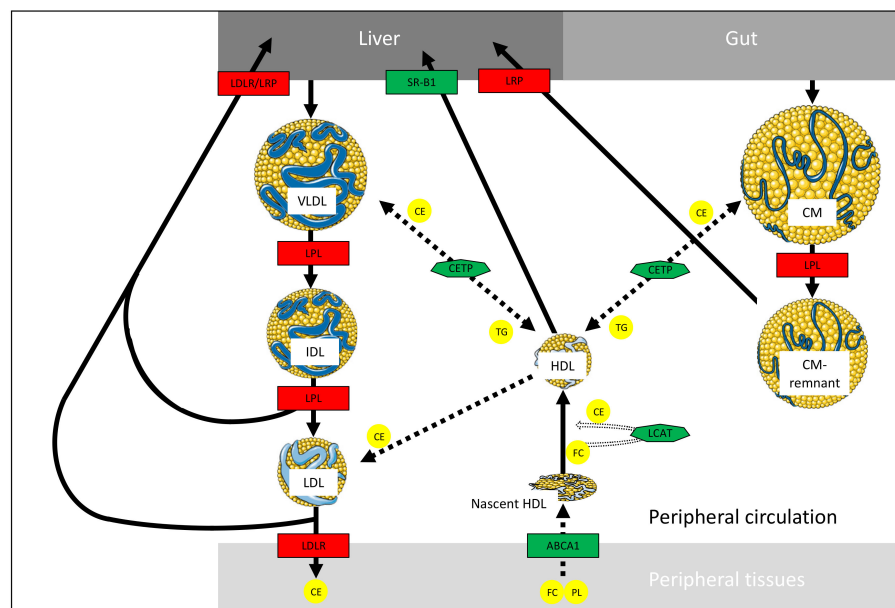 Liver
Gut
LDLR/LRP
SR-B1
LRP
VLDL
CE
CE
CM
LPL
CETP
CETP
LPL
TG
TG
IDL
HDL
CM-
remnant
LPL
CE
CE
LCAT
FC
LDL
Nascent HDL
Peripheral circulation
LDLR
ABCA1
Peripheral tissues
CE
FC
PL